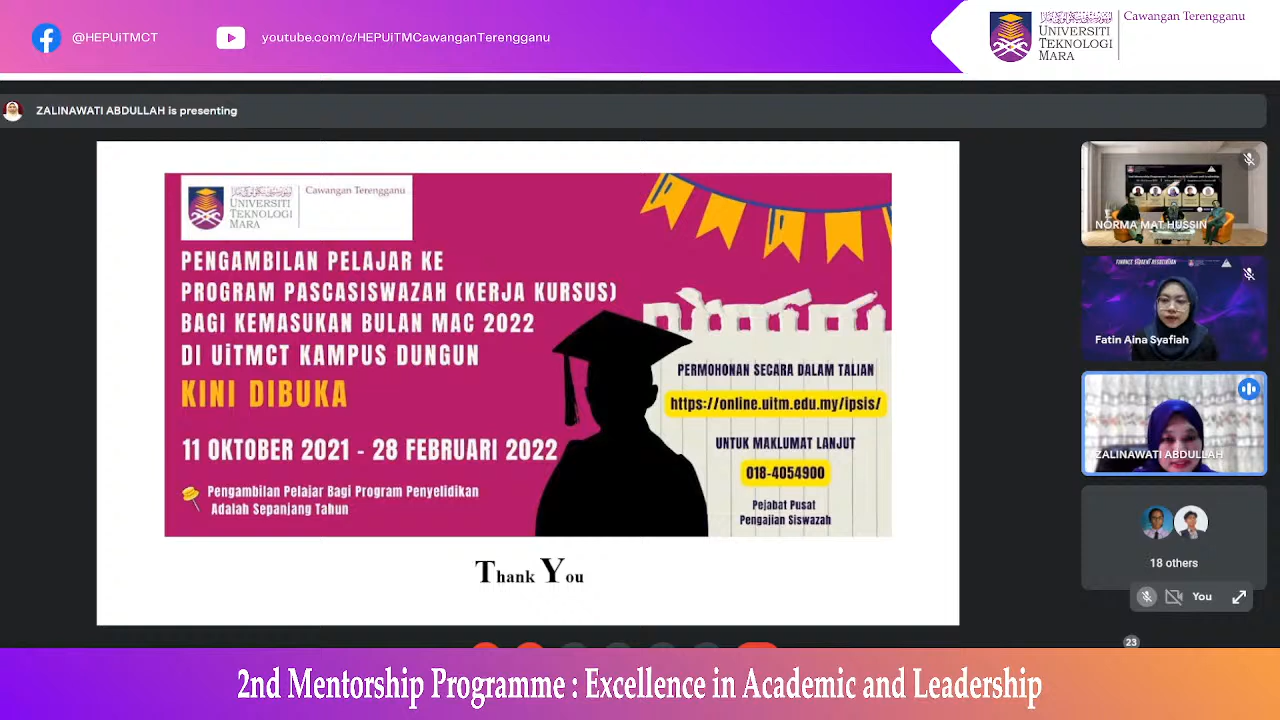 @HEPUITMCT
youtube.com/c/HEPUITMCawanganTerengganu
UNIVERSITI
TEKNOLOGI
MARA
Cawangan Terengganu
ZALINAWATI ABDULLAH is presenting
UNIVERSITI
TEKNOLOGI
MARA
Cawangan Terengganu
PENGAMBILAN PELAJAR KE
PROGRAM PASCASISWAZAH (KERJA KURSUS)
BAGI KEMASUKAN BULAN MAC 2022
DI UiTMCT KAMPUS DUNGUN
KINI DIBUKA
11 OKTOBER 2021 - 28 FEBRUARI 2022
Pengambilan Pelajar Bagi Program Penyelidikan
Adalah Sepanjang Tahun
PERMOHONAN SECARA DALAM TALIAN
https://online.uitm.edu.my/ipsis/
UNTUK MAKLUMAT LANJUT
018-4054900
Pejabat Pusat
Pengajian Siswazah
Thank You
NORMA MAT HUSSIN
Fatin Aina Syafiah
ZALINAWATI ABDULLAH
18 others
You
23
2nd Mentorship Programme : Excellence in Academic and Leadership